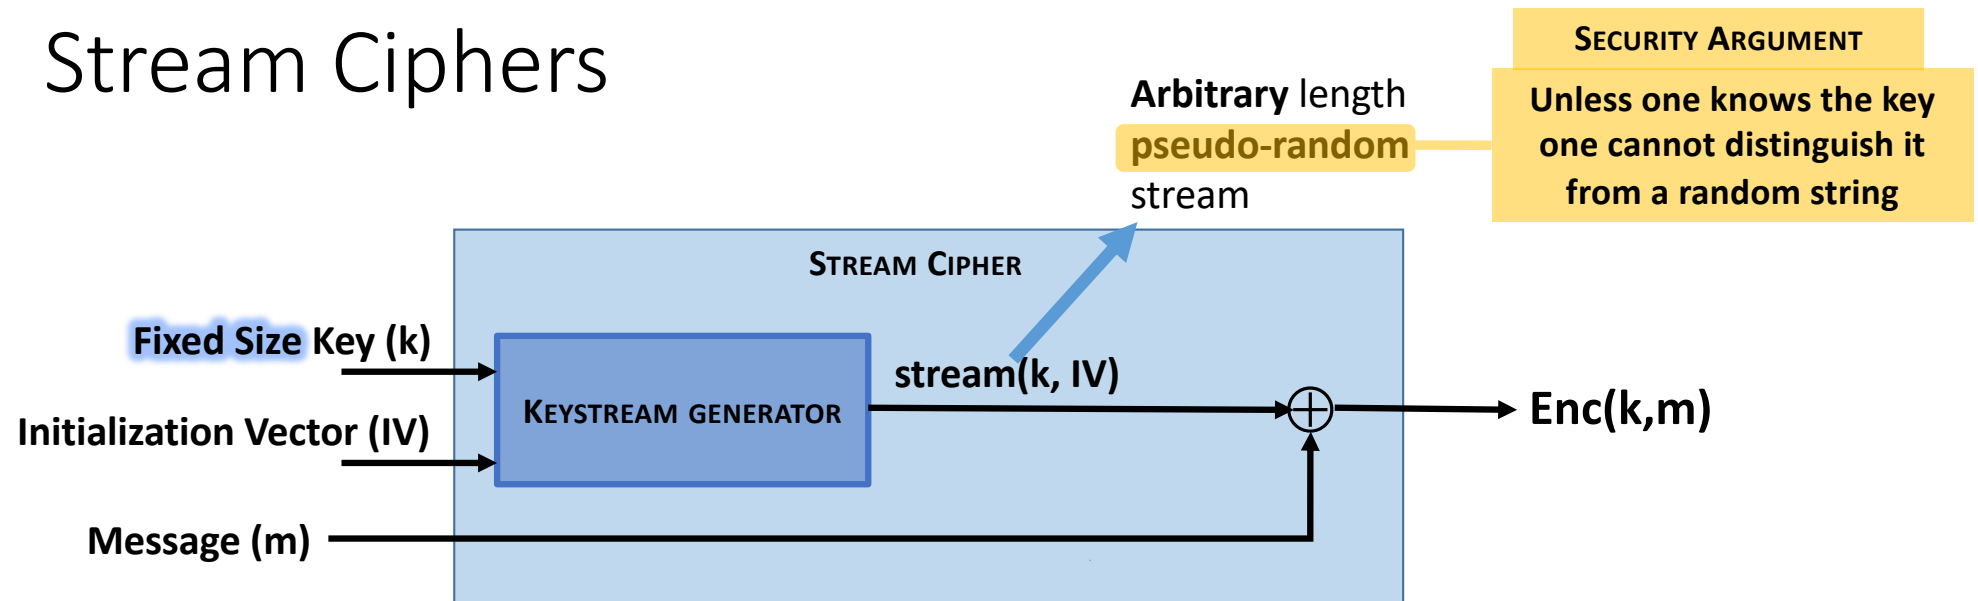 Stream Ciphers
SECURITY ARGUMENT
Unless one knows the key
one cannot distinguish it
from a random string
Arbitrary length
pseudo-random
stream
STREAM CIPHER
Fixed Size Key (k)
Initialization Vector (IV)
KEYSTREAM GENERATOR
stream(k, IV)
Enc(k,m)
Message (m)